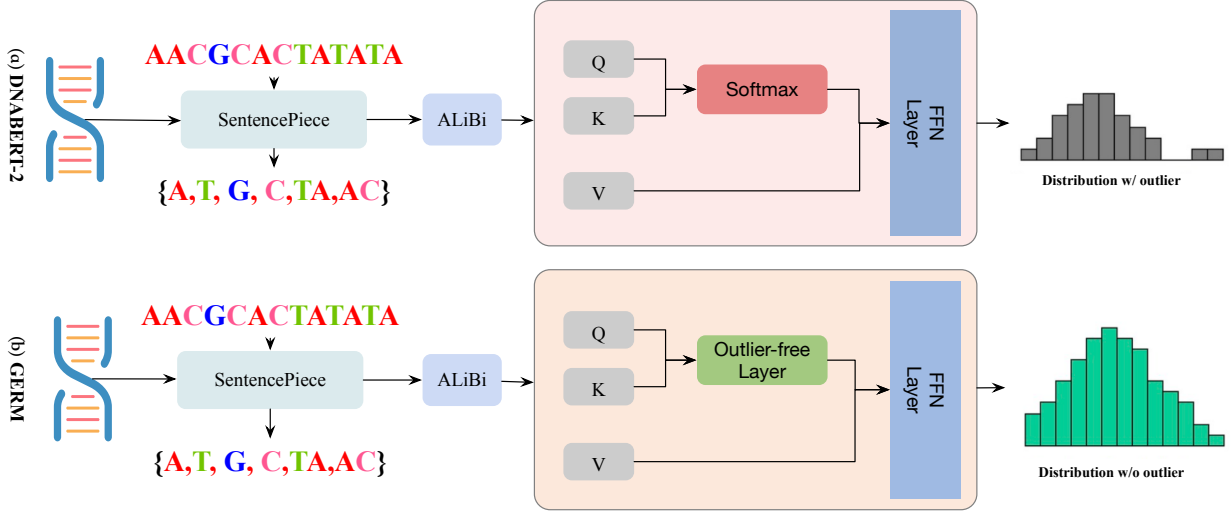 (a) DNABERT-2
AACGCACTATATA
SentencePiece
{A,T, G, C,TA,AC}
ALiBi
Q
K
V
Softmax
FFN
Layer
Distribution w/ outlier
(b) GERM
AACGCACTATATA
SentencePiece
{A,T, G, C,TA,AC}
ALiBi
Q
K
V
Outlier-free
Layer
FFN
Layer
Distribution w/o outlier